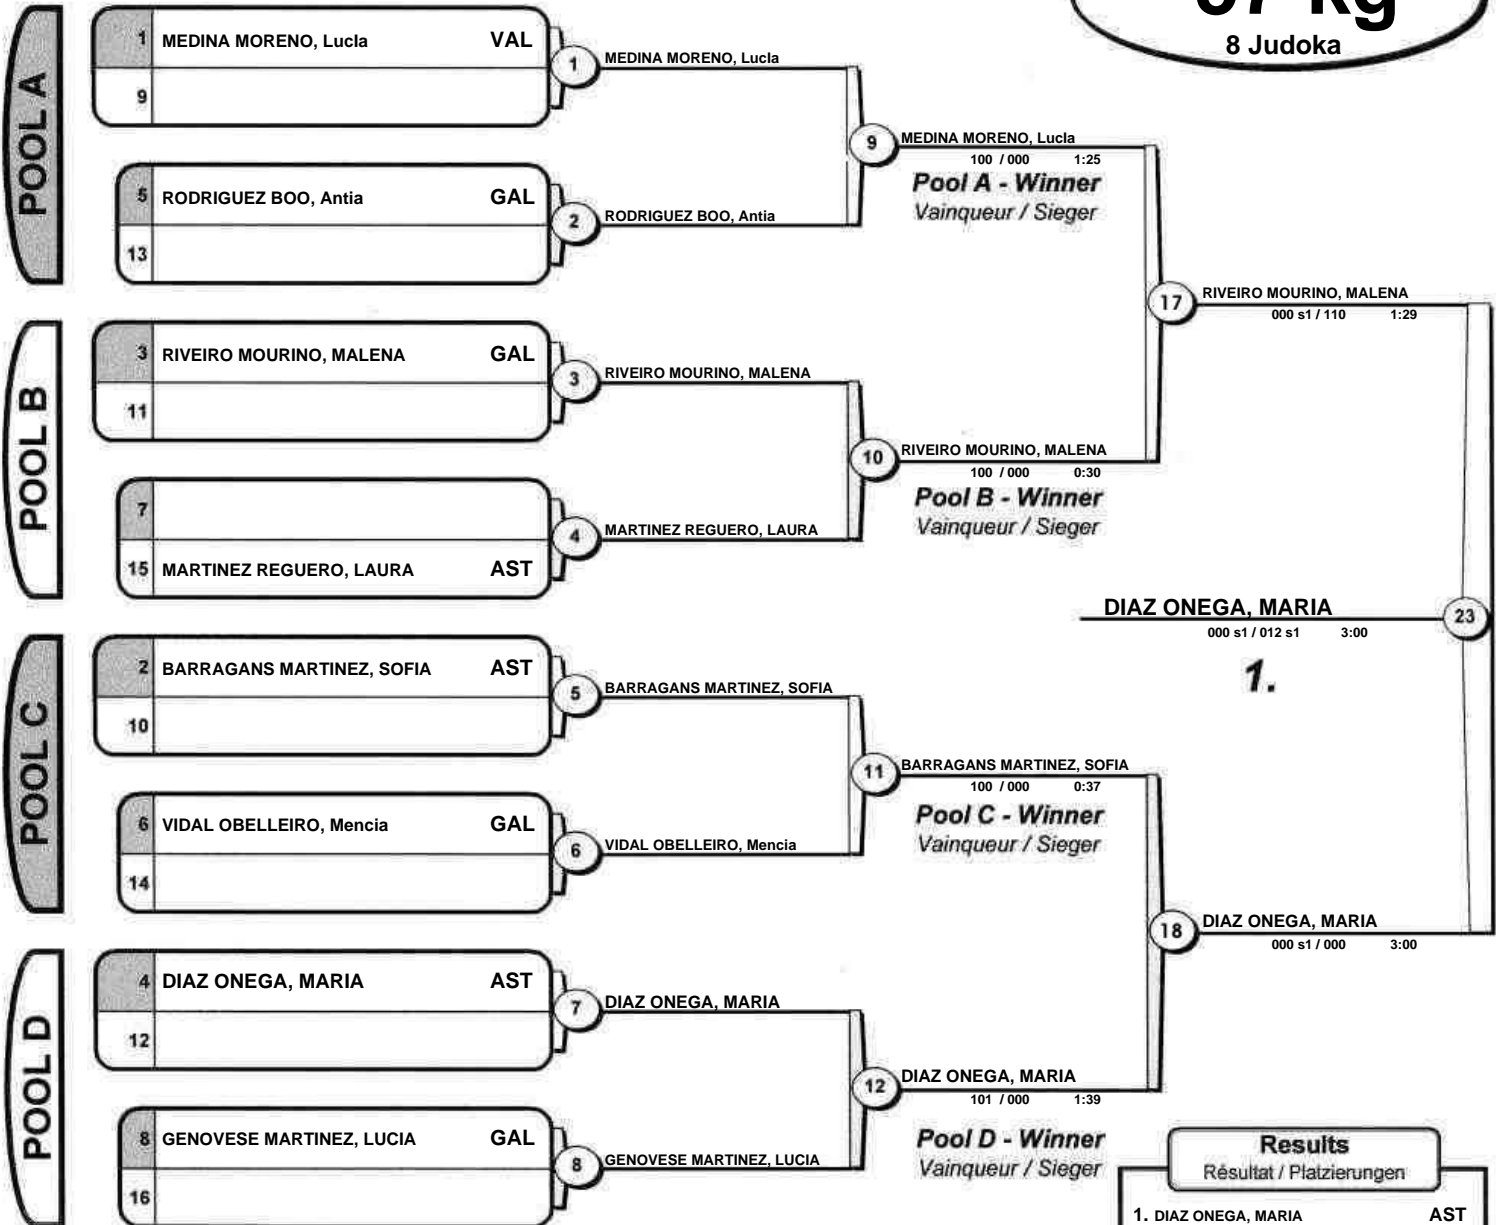 8 Judoka
POOL A
1 MEDINA MORENO, Lucla VAL
9
1
MEDINA MORENO, Lucla
5 RODRIGUEZ BOO, Antia GAL
13
2
RODRIGUEZ BOO, Antia
9
MEDINA MORENO, Lucla
100 / 000 1:25
Pool A - Winner
Vainqueur / Sieger
POOL B
3 RIVEIRO MOURINO, MALENA GAL
11
3
RIVEIRO MOURINO, MALENA
7
15 MARTINEZ REGUERO, LAURA AST
4
MARTINEZ REGUERO, LAURA
10
RIVEIRO MOURINO, MALENA
100 / 000 0:30
Pool B - Winner
Vainqueur / Sieger
17
RIVEIRO MOURINO, MALENA
000 s1 / 110 1:29
DIAZ ONEGA, MARIA
000 s1 / 012 s1 3:00
23
1.
POOL C
2 BARRAGANS MARTINEZ, SOFIA AST
10
5
BARRAGANS MARTINEZ, SOFIA
6 VIDAL OBELLEIRO, Mencia GAL
14
6
VIDAL OBELLEIRO, Mencia
11
BARRAGANS MARTINEZ, SOFIA
100 / 000 0:37
Pool C - Winner
Vainqueur / Sieger
POOL D
4 DIAZ ONEGA, MARIA AST
12
7
DIAZ ONEGA, MARIA
8 GENOVESE MARTINEZ, LUCIA GAL
16
8
GENOVESE MARTINEZ, LUCIA
12
DIAZ ONEGA, MARIA
101 / 000 1:39
Pool D - Winner
Vainqueur / Sieger
18
DIAZ ONEGA, MARIA
000 s1 / 000 3:00
Results
Résultat / Platzierungen
1. DIAZ ONEGA, MARIA AST